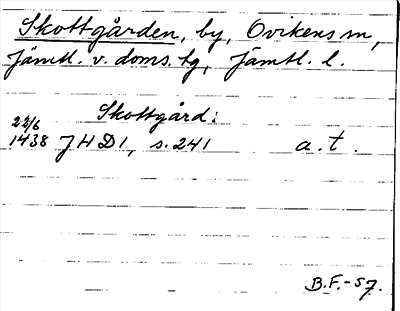 Skottgården, by, Ovikens sn,
Jämtl. v. doms. tg, Jämtl. l.
Skottgård:
22/6
1438 JHD1, s. 241 a. t.
B.F.-57.